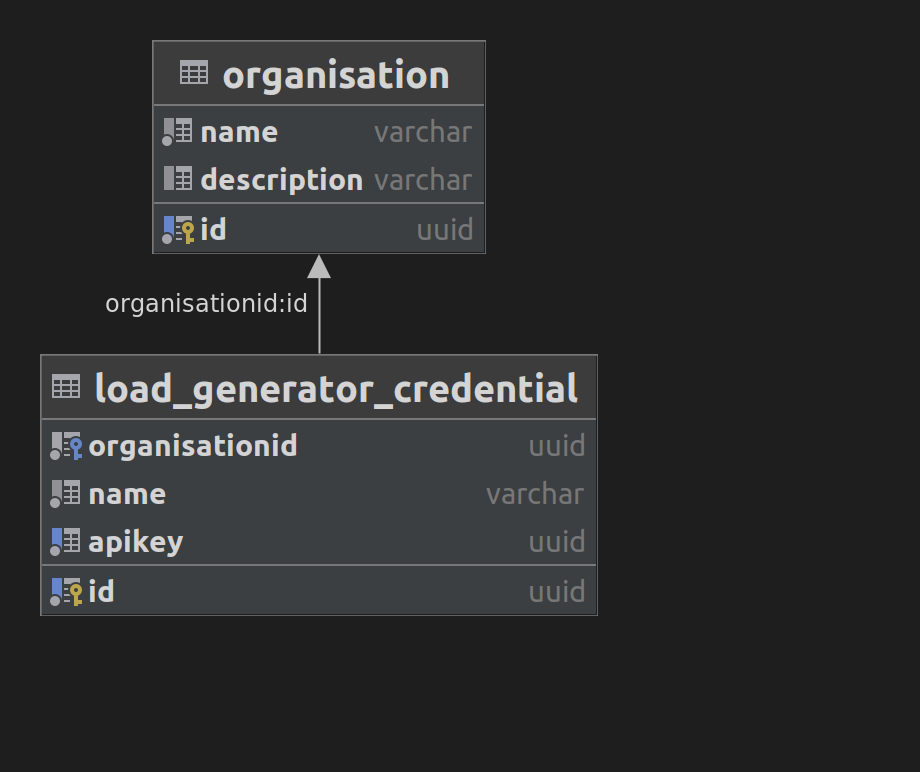 organisation
name varchar
description varchar
id uuid
organisationid:id
load_generator_credential
organisationid uuid
name varchar
apikey uuid
id uuid